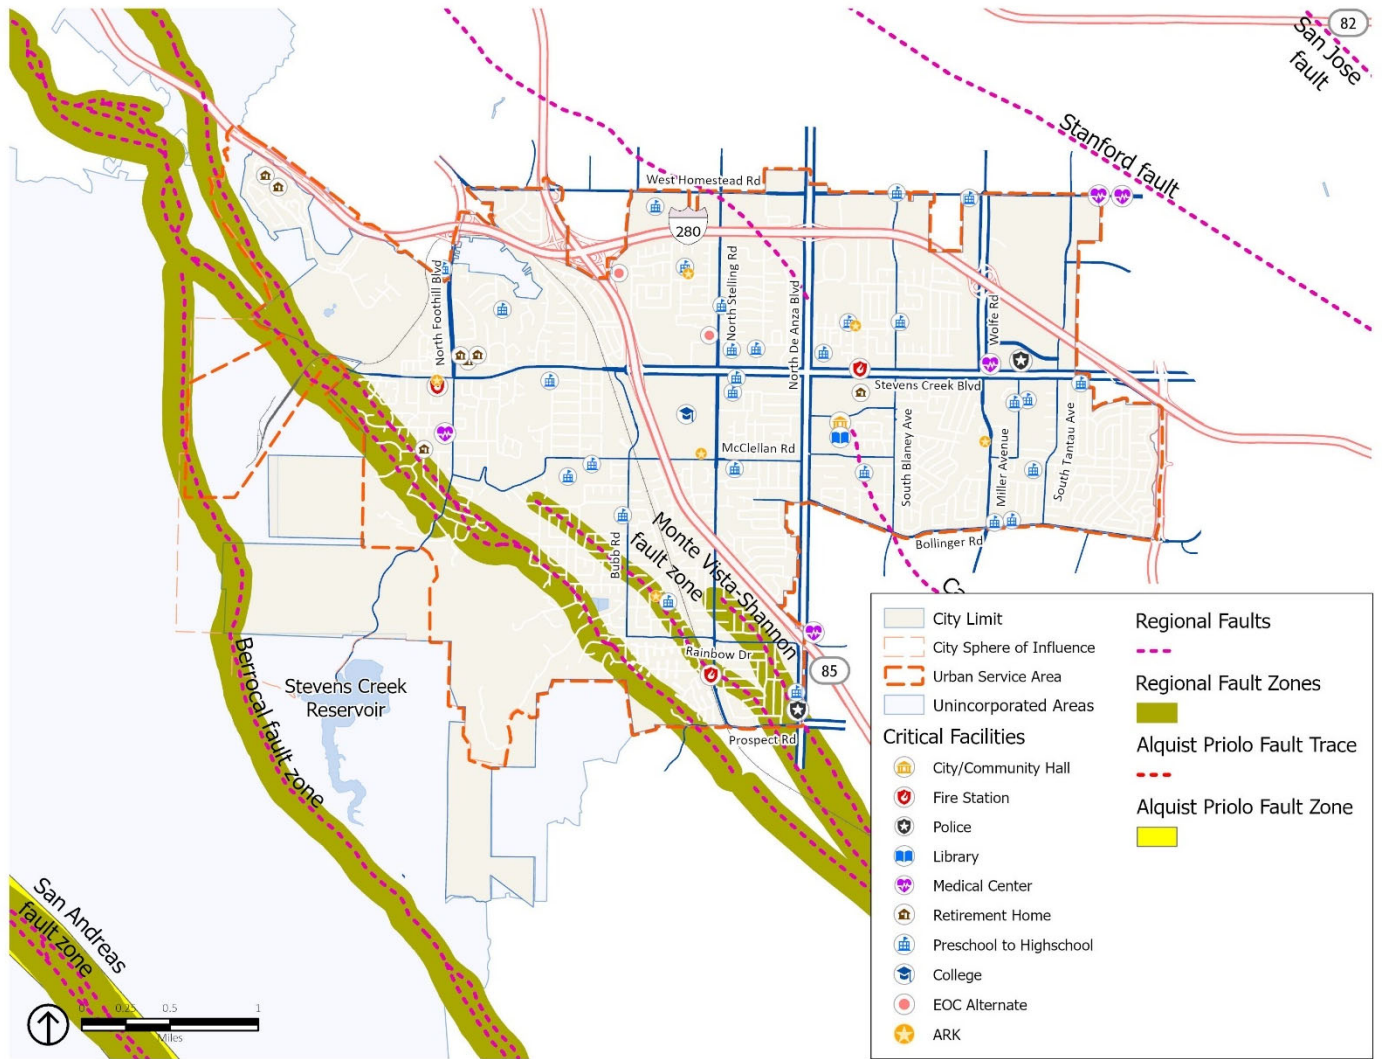 82
San Jose
fault
Stanford fault
West Homestead Rd
280
North Foothill Blvd
North Stelling Rd
North De Anza Blvd
Wolfe Rd
Stevens Creek Blvd
McClellan Rd
South Blaney Ave
Miller Avenue
South Tantau Ave
Bollinger Rd
Bubb Rd
Monte Vista-Shannon
fault zone
Rainbow Dr
85
Prospect Rd
Stevens Creek
Reservoir
Berrocal fault zone
San Andreas
fault zone
0 0.25 0.5 1
Miles
Ca
City Limit
City Sphere of Influence
Urban Service Area
Unincorporated Areas
Critical Facilities
City/Community Hall
Fire Station
Police
Library
Medical Center
Retirement Home
Preschool to Highschool
College
EOC Alternate
ARK
Regional Faults
Regional Fault Zones
Alquist Priolo Fault Trace
Alquist Priolo Fault Zone